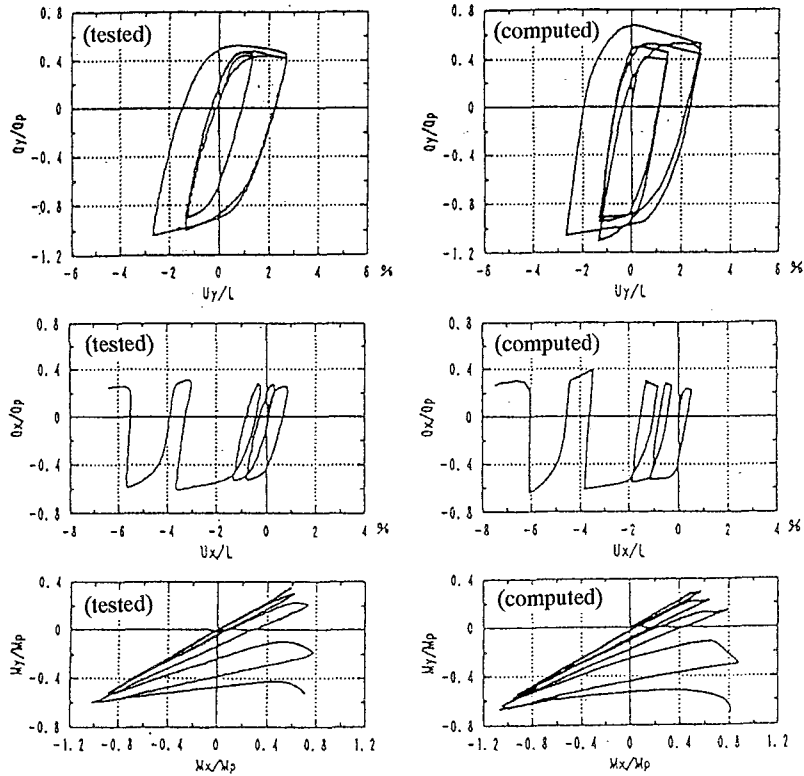 0.8 (tested) 0.8 (computed)
0.4 0.4
0 0
Qy/Qp Qy/Qp
-0.4 -0.4
-0.8 -0.8
-1.2 -1.2
-6 -4 -2 0 2 4 6 % -6 -4 -2 0 2 4 6 %
Uy/L Uy/L
0.8 (tested) 0.8 (computed)
0.4 0.4
Qx/Qp Qx/Qp
0 0
-0.4 -0.4
-0.8 -0.8
-8 -6 -4 -2 0 2 4 % -8 -6 -4 -2 0 2 4 %
Ux/L Ux/L
0.4 (tested) 0.4 (computed)
0 0
My/Mp My/Mp
-0.4 -0.4
-0.8 -0.8
-1.2 -0.8 -0.4 0 0.4 0.8 1.2 -1.2 -0.8 -0.4 0 0.4 0.8 1.2
Mx/Mp Mx/Mp